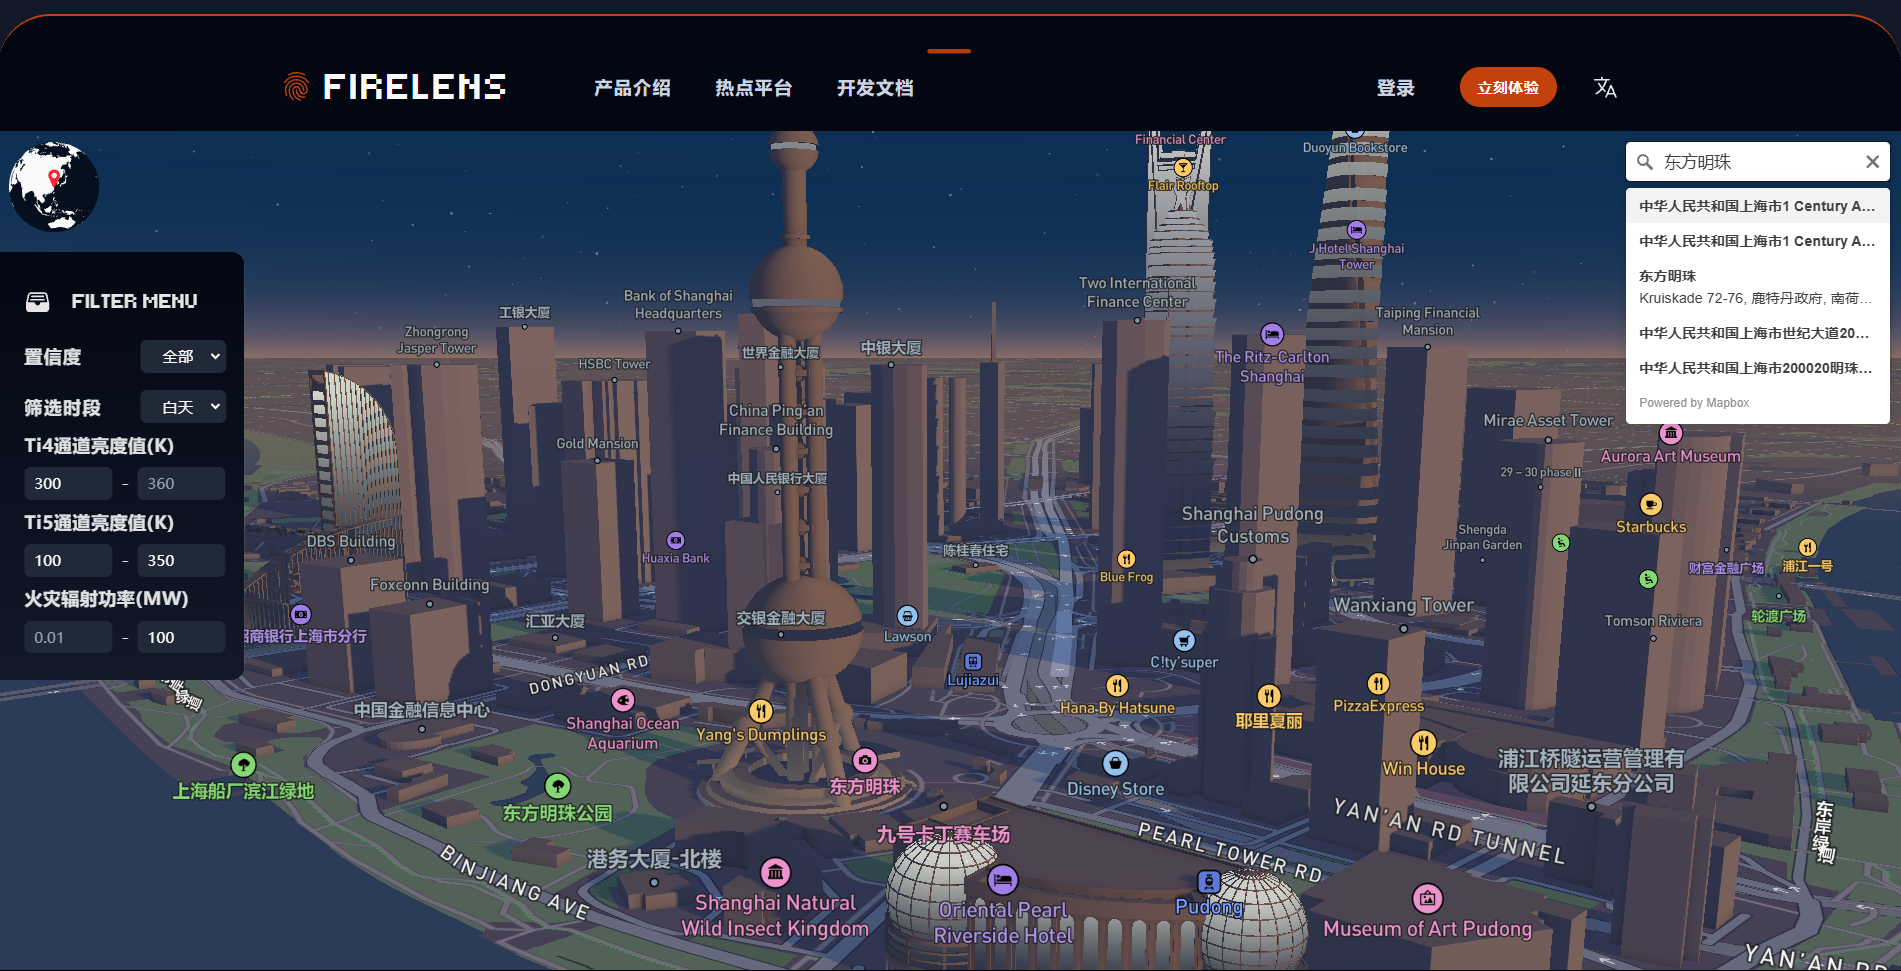 FIRELENS
产品介绍
热点平台
开发文档
登录
立刻体验
东方明珠
中华人民共和国上海市1 Century A...
中华人民共和国上海市1 Century A...
东方明珠
Kruiskade 72-76, 鹿特丹政府, 南荷...
中华人民共和国上海市世纪大道20...
中华人民共和国上海市200020明珠...
Powered by Mapbox
FILTER MENU
置信度
全部
筛选时段
白天
Ti4通道亮度值(K)
300 - 360
Ti5通道亮度值(K)
100 - 350
火灾辐射功率(MW)
0.01 - 100
Financial Center
Duoyun Bookstore
Flair Rooftop
J Hotel Shanghai
Tower
Two International
Finance Center
Bank of Shanghai
Headquarters
工银大厦
Zhongrong
Jasper Tower
Taiping Financial
Mansion
世界金融大厦
中银大厦
HSBC Tower
The Ritz-Carlton
Shanghai
China Ping'an
Finance Building
Mirae Asset Tower
Gold Mansion
Aurora Art Museum
中国人民银行大厦
29 – 30 phase II
Shanghai Pudong
Customs
Starbucks
DBS Building
Huaxia Bank
陈桂春住宅
Shengda
Jinpan Garden
Blue Frog
财富金融广场
浦江一号
Foxconn Building
Wanxiang Tower
汇亚大厦
交银金融大厦
Lawson
Tomson Riviera
轮渡广场
招商银行上海市分行
C!ty'super
DONGYUAN RD
Lujiazui
中国金融信息中心
Shanghai Ocean
Aquarium
Yang's Dumplings
Hana By Hatsune
耶里夏丽
PizzaExpress
Win House
浦江桥隧运营管理有
限公司延东分公司
上海船厂滨江绿地
东方明珠公园
东方明珠
Disney Store
九号卡丁赛车场
PEARL TOWER RD
YAN'AN RD TUNNEL
港务大厦-北楼
BINJIANG AVE
Shanghai Natural
Wild Insect Kingdom
Oriental Pearl
Riverside Hotel
Pudong
Museum of Art Pudong
YAN'AN RD